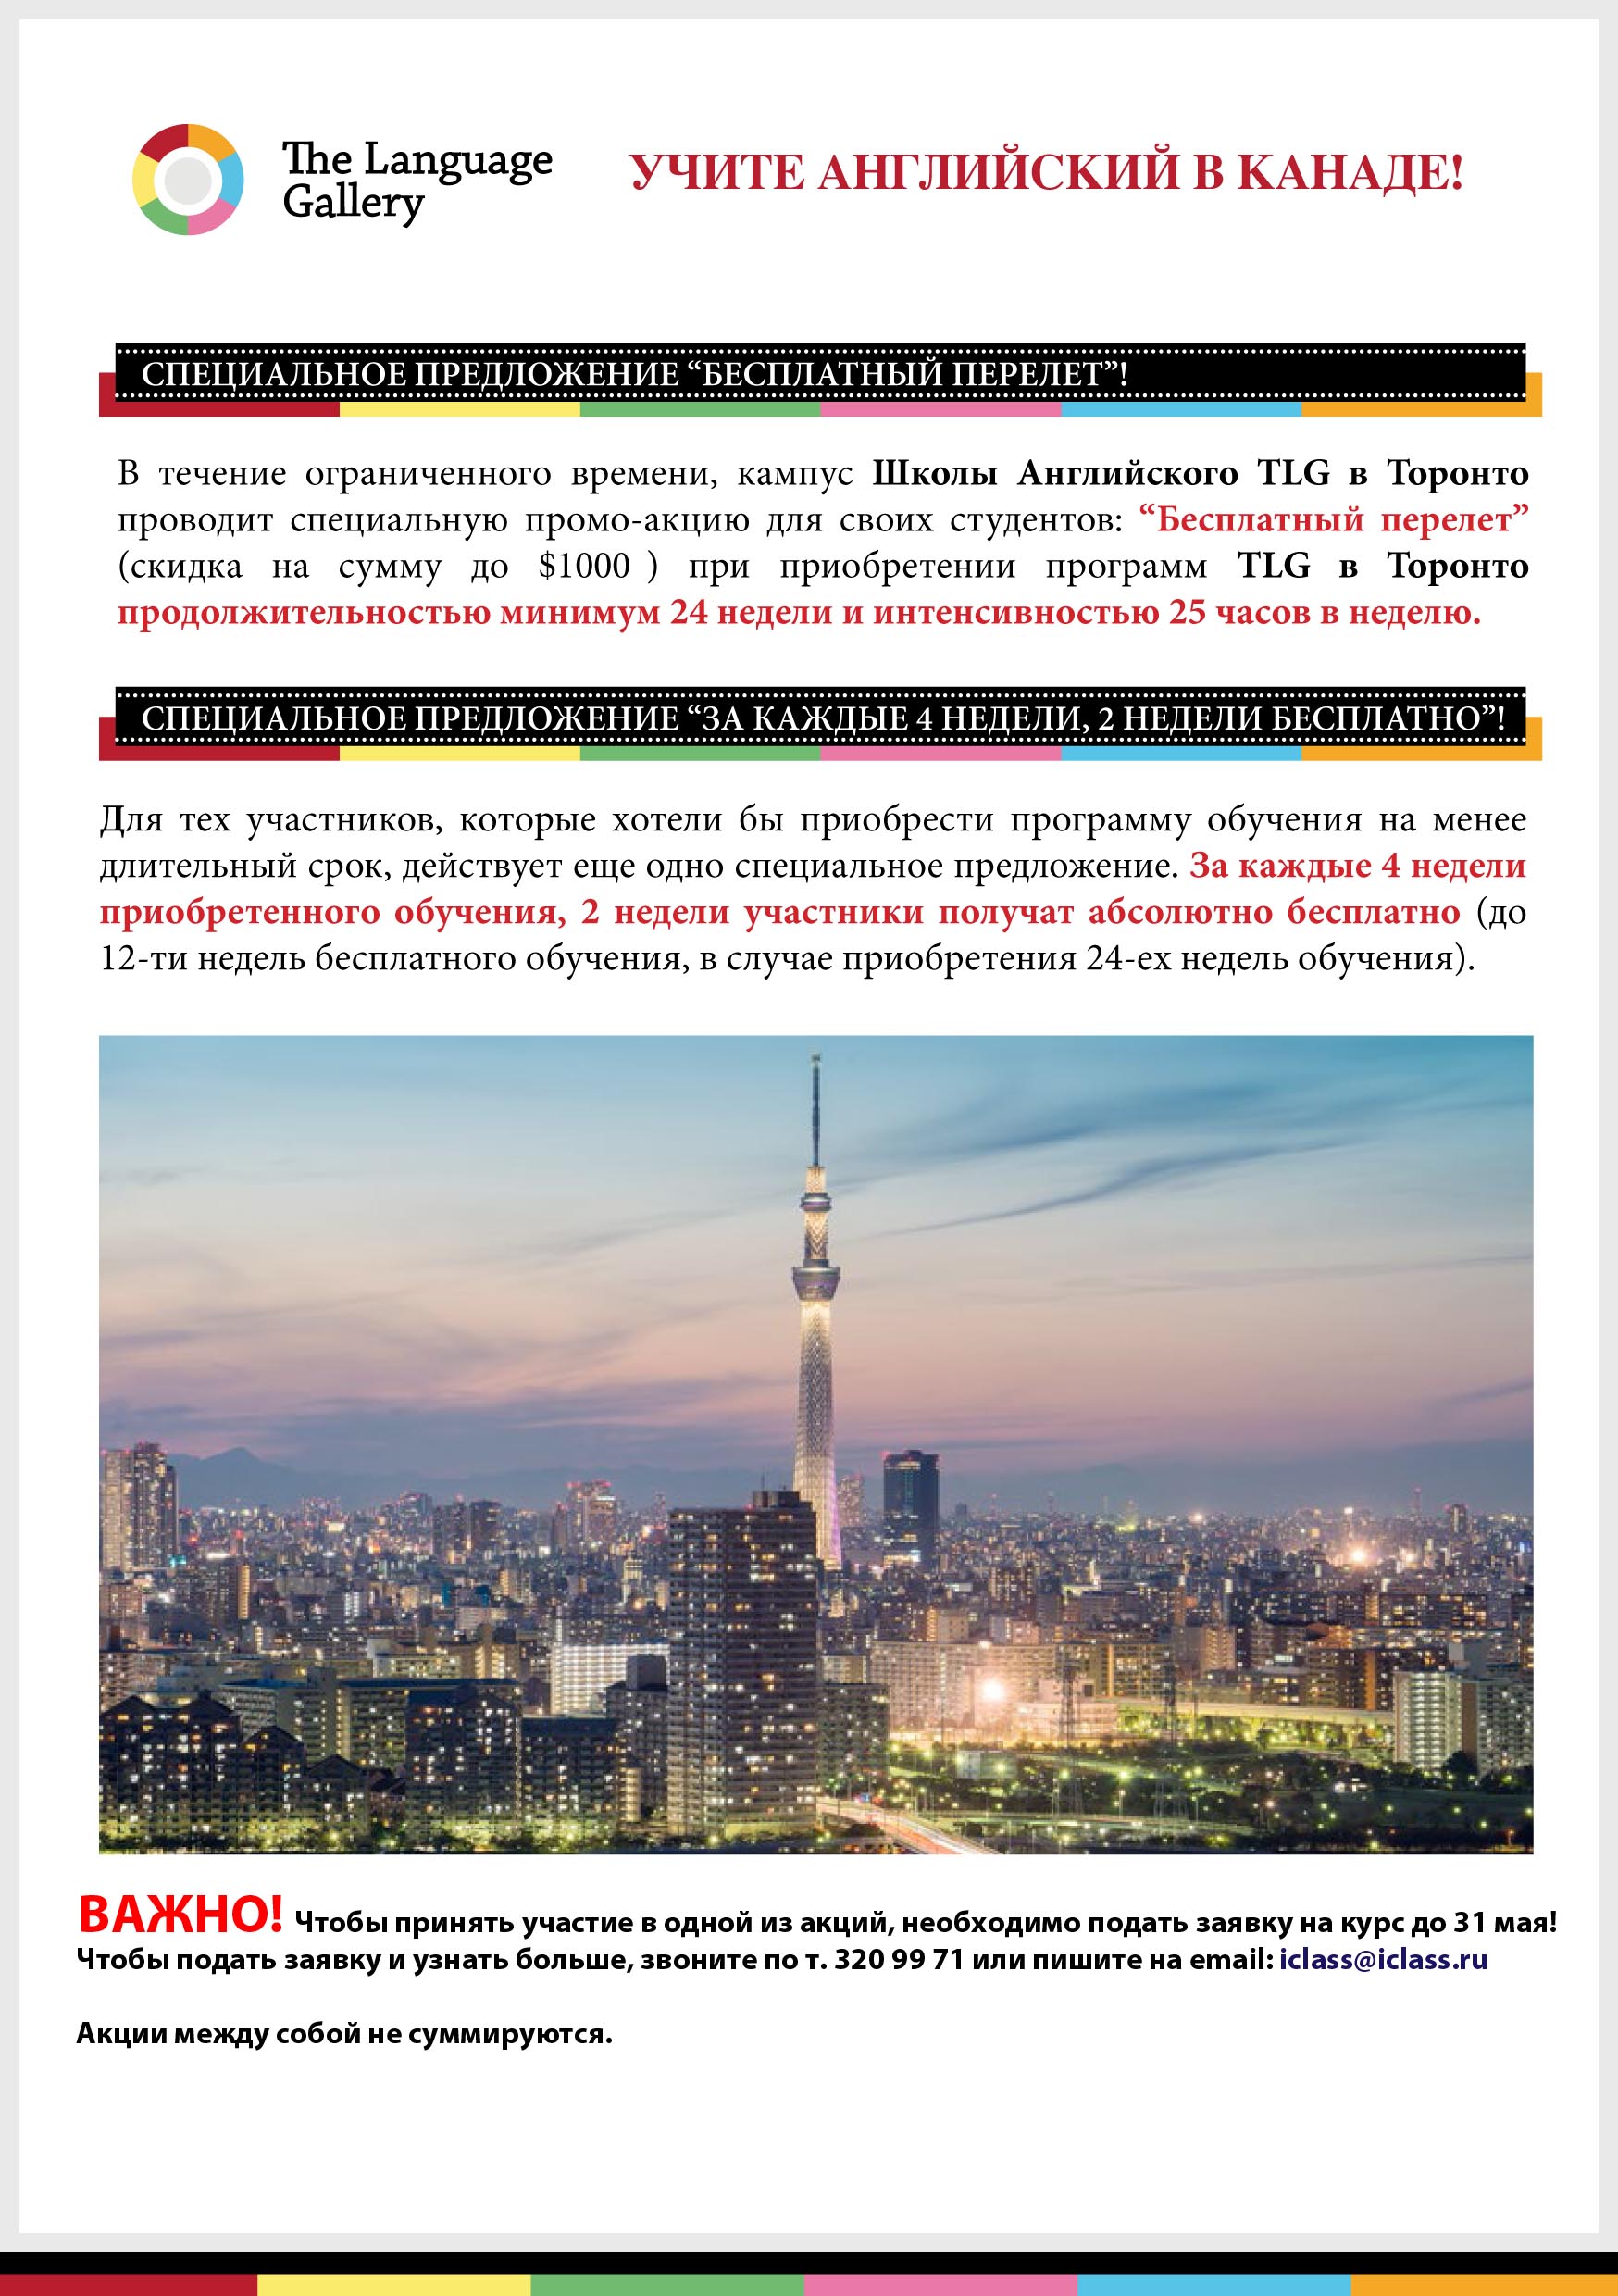 The Language
Gallery
УЧИТЕ АНГЛИЙСКИЙ В КАНАДЕ!
СПЕЦИАЛЬНОЕ ПРЕДЛОЖЕНИЕ “БЕСПЛАТНЫЙ ПЕРЕЛЕТ”!
В течение ограниченного времени, кампус Школы Английского TLG в Торонто
проводит специальную промо-акцию для своих студентов: “Бесплатный перелет”
(скидка на сумму до $1000 ) при приобретении программ TLG в Торонто
продолжительностью минимум 24 недели и интенсивностью 25 часов в неделю.
СПЕЦИАЛЬНОЕ ПРЕДЛОЖЕНИЕ “ЗА КАЖДЫЕ 4 НЕДЕЛИ, 2 НЕДЕЛИ БЕСПЛАТНО”!
Для тех участников, которые хотели бы приобрести программу обучения на менее
длительный срок, действует еще одно специальное предложение. За каждые 4 недели
приобретенного обучения, 2 недели участники получат абсолютно бесплатно (до
12-ти недель бесплатного обучения, в случае приобретения 24-ех недель обучения).
ВАЖНО! Чтобы принять участие в одной из акций, необходимо подать заявку на курс до 31 мая!
Чтобы подать заявку и узнать больше, звоните по т. 320 99 71 или пишите на email: iclass@iclass.ru
Акции между собой не суммируются.